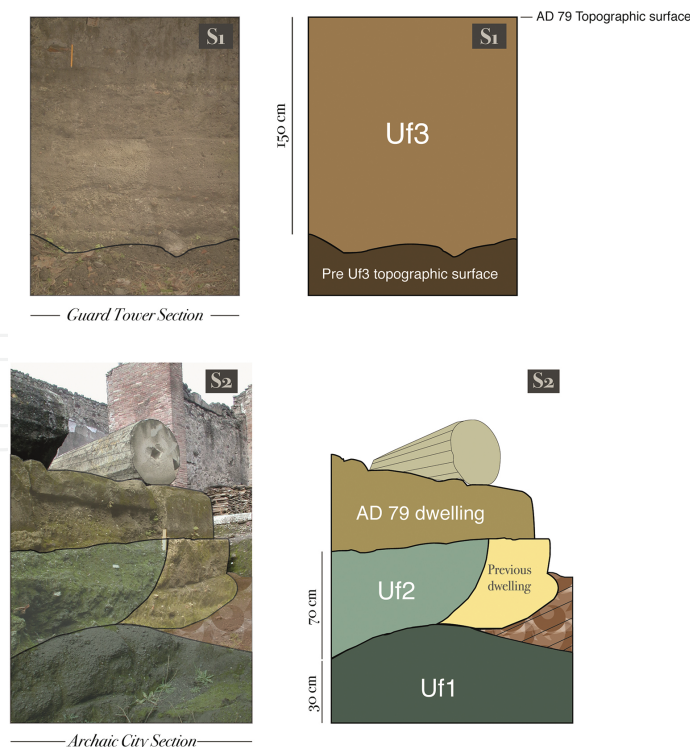 S1
S1
AD 79 Topographic surface
150 cm
Uf3
Pre Uf3 topographic surface
Guard Tower Section
S2
S2
AD 79 dwelling
Previous
dwelling
Uf2
70 cm
Uf1
30 cm
Archaic City Section